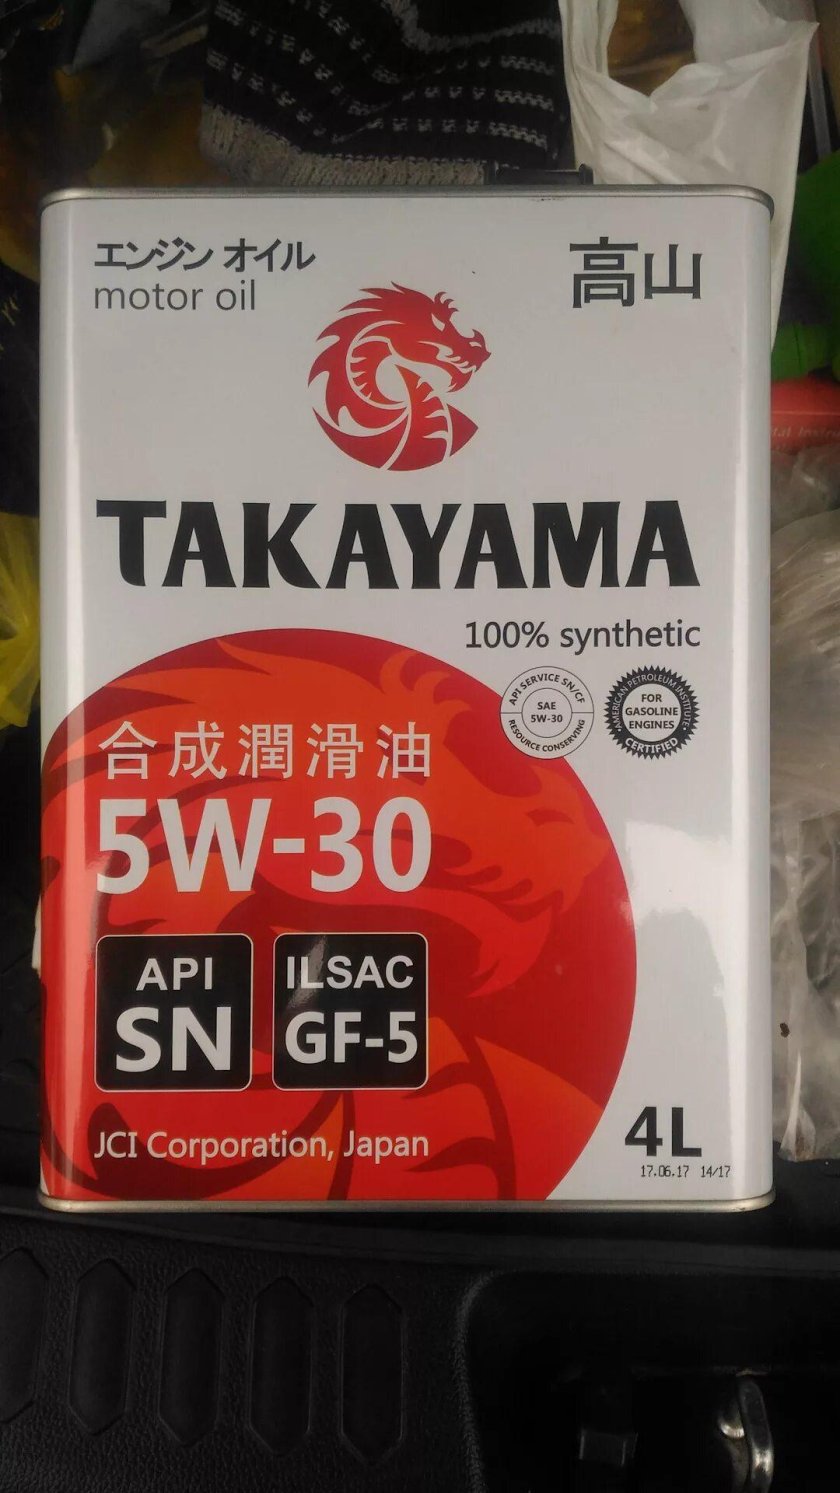 エンジン オイル
motor oil
高山
TAKAYAMA
100% synthetic
API SERVICE SN/CF
SAE
5W-30
RESOURCE CONSERVING
AMERICAN PETROLEUM INSTITUTE
FOR
GASOLINE
ENGINES
CERTIFIED
合成潤滑油
5W-30
API
SN
ILSAC
GF-5
JCI Corporation, Japan
4L
17.06.17 14/17